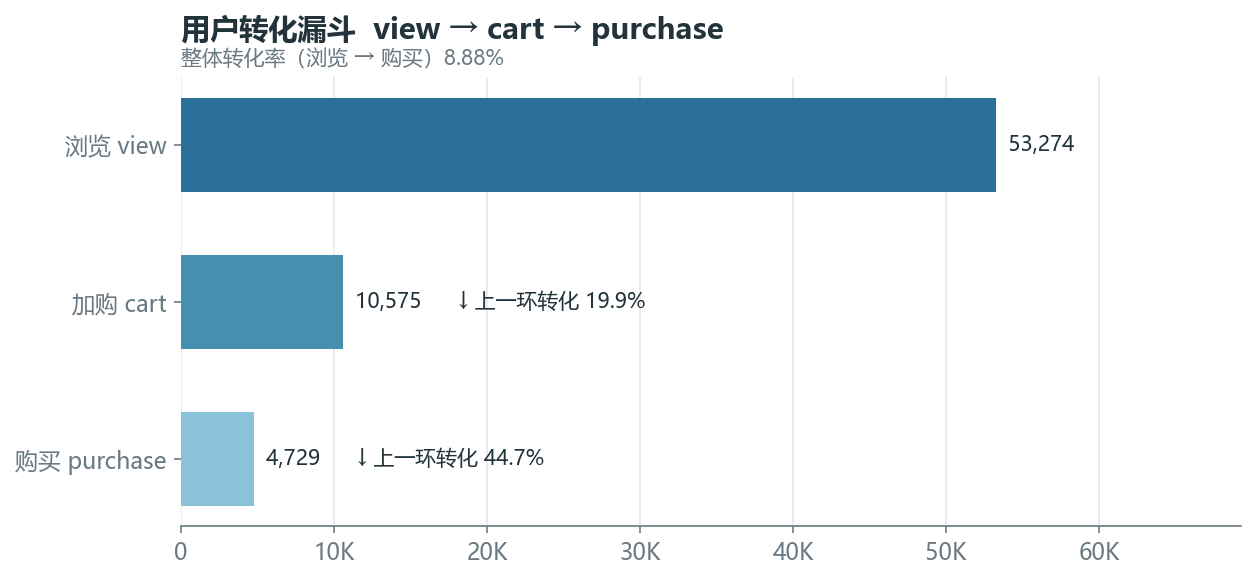 用户转化漏斗 view → cart → purchase
整体转化率（浏览 → 购买）8.88%
浏览 view 53,274
加购 cart 10,575 ↓ 上一环转化 19.9%
购买 purchase 4,729 ↓ 上一环转化 44.7%
0 10K 20K 30K 40K 50K 60K